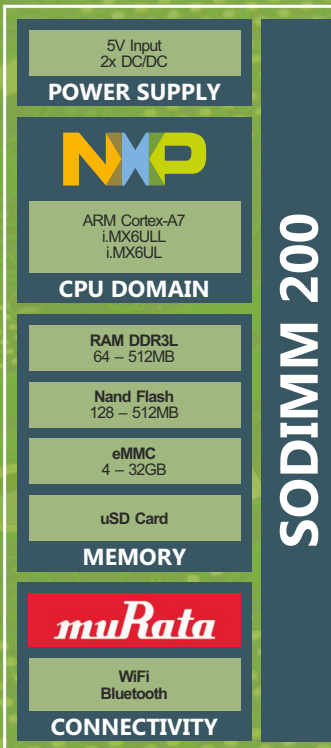 5V Input
2x DC/DC
POWER SUPPLY
NXP
ARM Cortex-A7
i.MX6ULL
i.MX6UL
CPU DOMAIN
RAM DDR3L
64 – 512MB
Nand Flash
128 – 512MB
eMMC
4 – 32GB
uSD Card
MEMORY
muRata
WiFi
Bluetooth
CONNECTIVITY
SODIMM 200